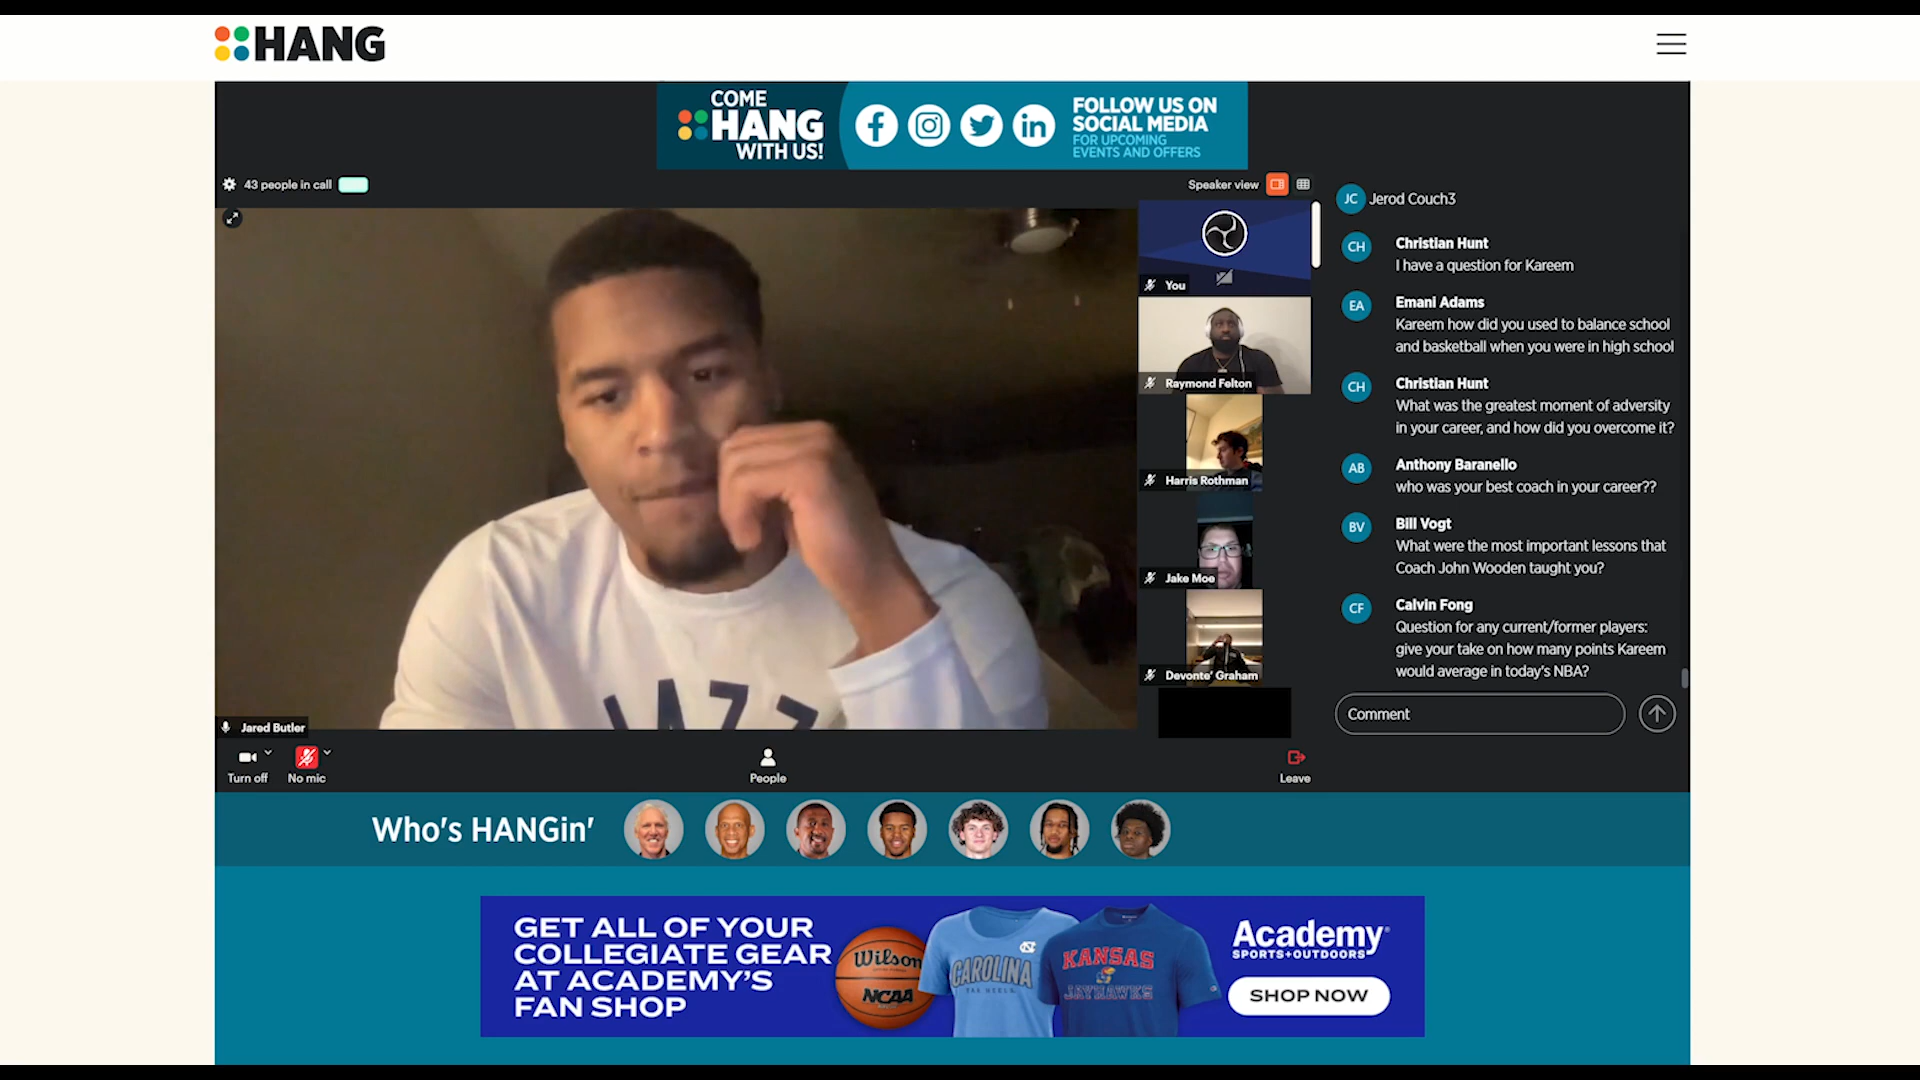 HANG
COME
HANG
WITH US!
FOLLOW US ON
SOCIAL MEDIA
FOR UPCOMING
EVENTS AND OFFERS
43 people in call
Speaker view
You
Raymond Felton
Harris Rothman
Jake Moe
Devonte' Graham
JAZZ
Jared Butler
Turn off
No mic
People
Leave
JC Jerod Couch3
CH Christian Hunt
I have a question for Kareem
EA Emani Adams
Kareem how did you used to balance school
and basketball when you were in high school
CH Christian Hunt
What was the greatest moment of adversity
in your career, and how did you overcome it?
AB Anthony Baranello
who was your best coach in your career??
BV Bill Vogt
What were the most important lessons that
Coach John Wooden taught you?
CF Calvin Fong
Question for any current/former players:
give your take on how many points Kareem
would average in today's NBA?
Comment
Who's HANGin'
GET ALL OF YOUR
COLLEGIATE GEAR
AT ACADEMY'S
FAN SHOP
Wilson
NCAA
CAROLINA
TAR HEELS
KANSAS
JAYHAWKS
Academy
SPORTS+OUTDOORS
SHOP NOW